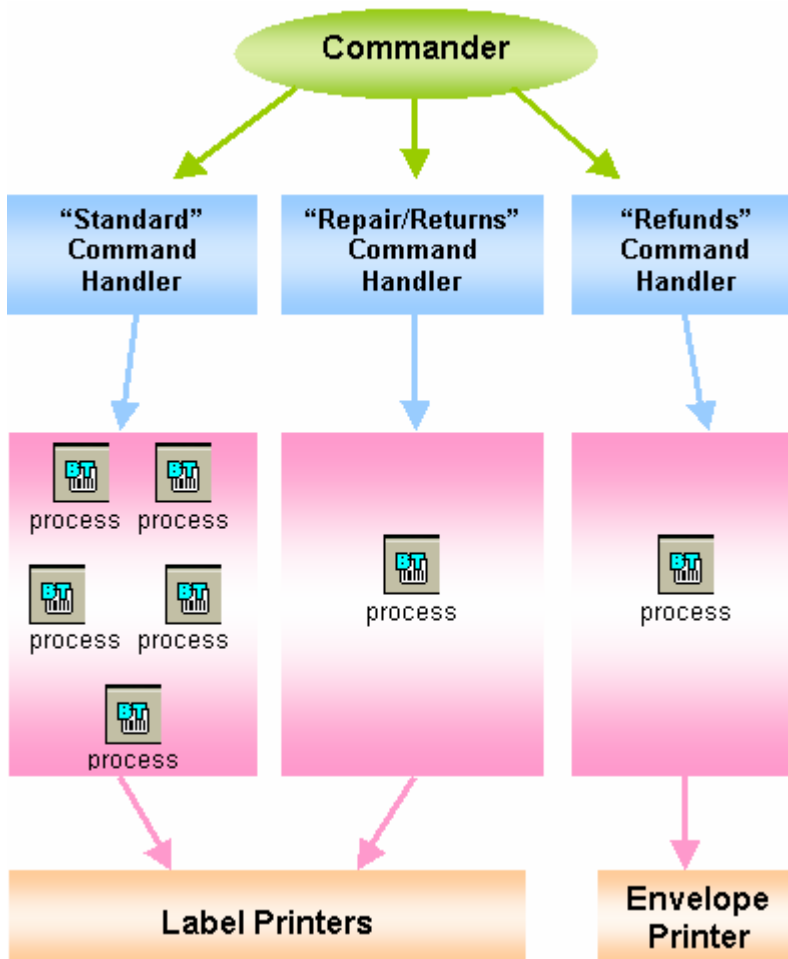 Commander
“Standard”
Command
Handler
“Repair/Returns”
Command
Handler
“Refunds”
Command
Handler
BT
process
BT
process
BT
process
BT
process
BT
process
BT
process
BT
process
Label Printers
Envelope
Printer